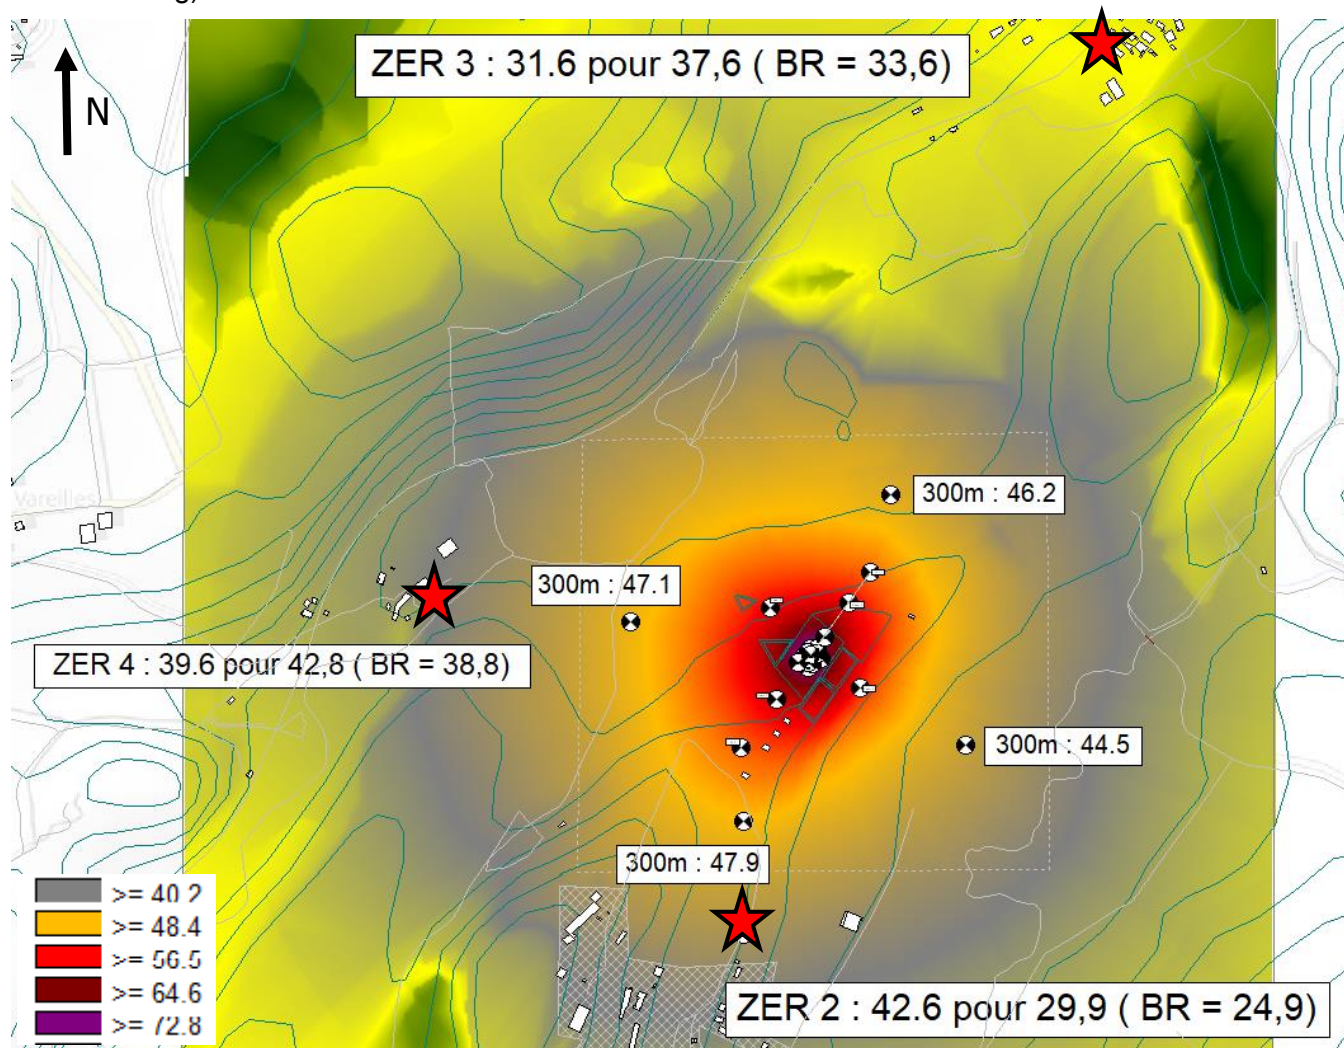 ZER 3 : 31.6 pour 37,6 ( BR = 33,6)
N
300m : 46.2
Vareilles
300m : 47.1
ZER 4 : 39.6 pour 42,8 ( BR = 38,8)
300m : 44.5
300m : 47.9
>= 40.2
>= 48.4
>= 56.5
>= 64.6
>= 72.8
ZER 2 : 42.6 pour 29,9 ( BR = 24,9)